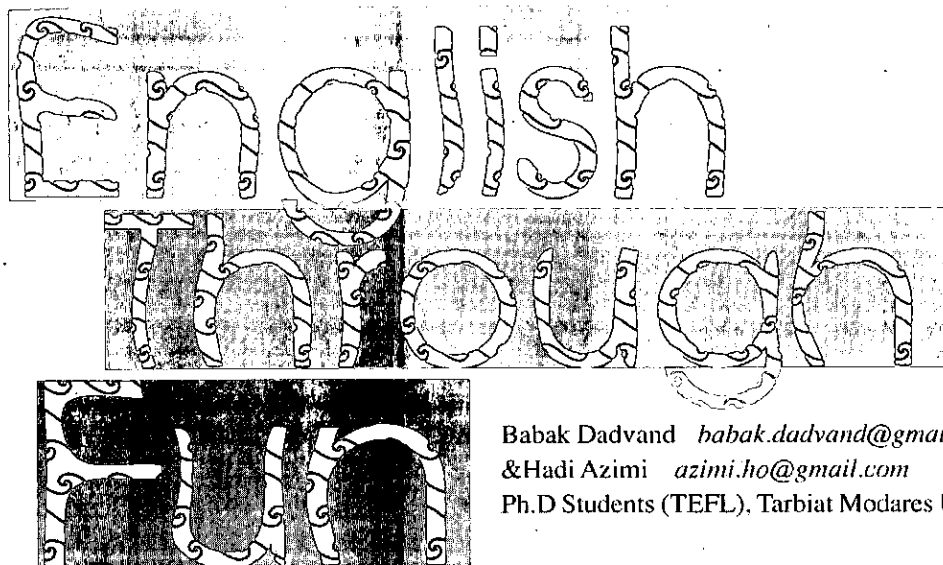 English
through
Fun
Babak Dadvand babak.dadvand@gmai
&Hadi Azimi azimi.ho@gmail.com
Ph.D Students (TEFL), Tarbiat Modares